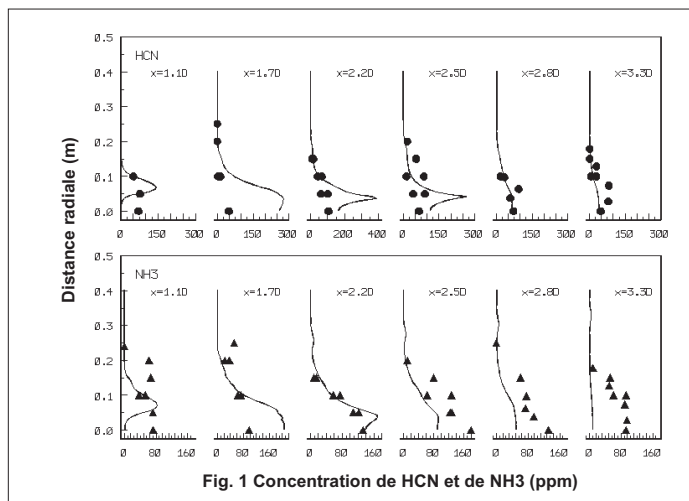 0.5
HCN
x=1.1D x=1.7D x=2.2D x=2.5D x=2.8D x=3.3D
0.4
0.3
0.2
0.1
0.0
0 150 300 0 150 300 0 200 400 0 150 300 0 150 300 0 150 300
Distance radiale (m)
0.5
NH3
x=1.1D x=1.7D x=2.2D x=2.5D x=2.8D x=3.3D
0.4
0.3
0.2
0.1
0.0
0 80 160 0 80 160 0 80 160 0 80 160 0 80 160 0 80 160
Fig. 1 Concentration de HCN et de NH3 (ppm)